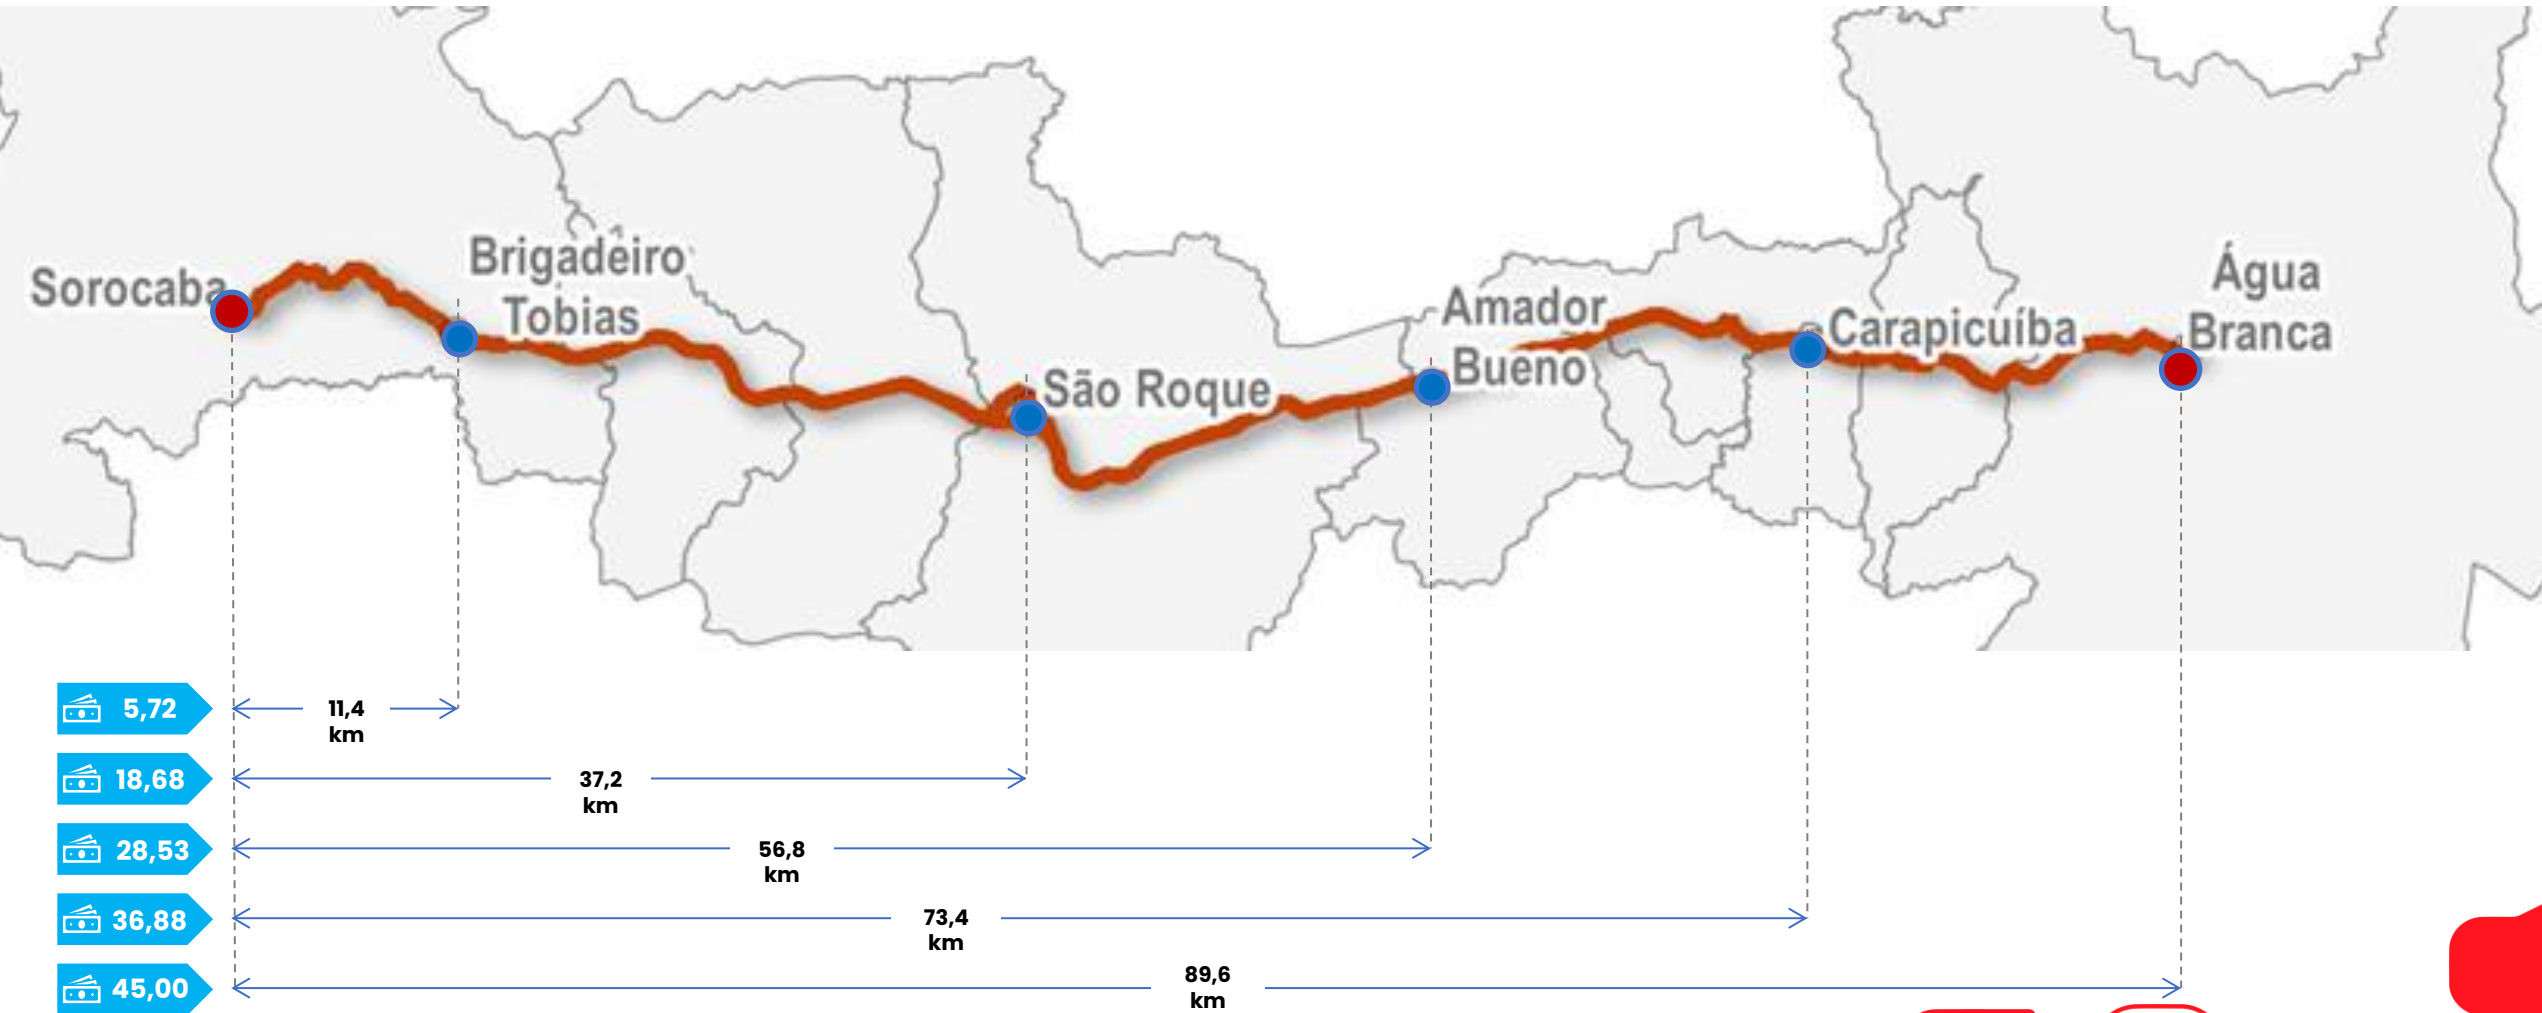 Sorocaba
Brigadeiro
Tobias
São Roque
Amador
Bueno
Carapicuíba
Água
Branca
5,72
11,4
km
18,68
37,2
km
28,53
56,8
km
36,88
73,4
km
45,00
89,6
km